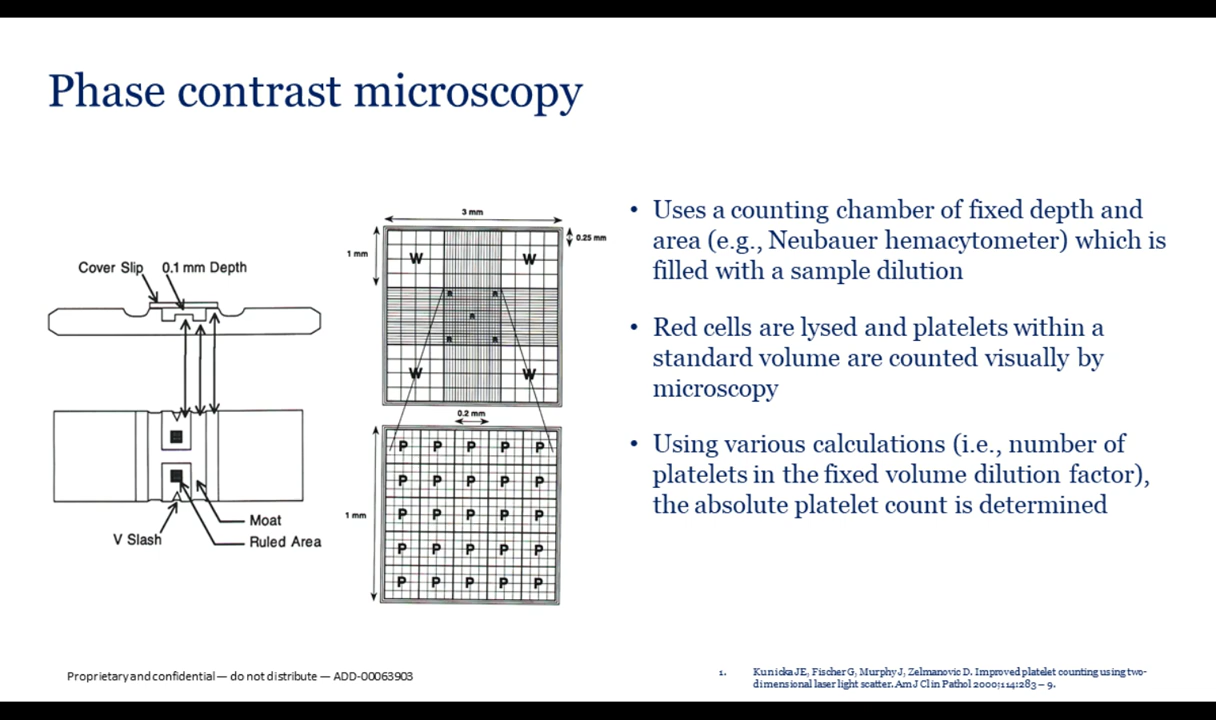 Phase contrast microscopy
Cover Slip
0.1 mm Depth
V Slash
Moat
Ruled Area
3 mm
0.25 mm
1 mm
W W
R R
R
R R
W W
0.2 mm
1 mm
P P P P P
P P P P P
P P P P P
P P P P P
P P P P P
• Uses a counting chamber of fixed depth and
area (e.g., Neubauer hemacytometer) which is
filled with a sample dilution
• Red cells are lysed and platelets within a
standard volume are counted visually by
microscopy
• Using various calculations (i.e., number of
platelets in the fixed volume dilution factor),
the absolute platelet count is determined
Proprietary and confidential — do not distribute — ADD-00063903
1. Kunicka JE, Fischer G, Murphy J, Zelmanovic D. Improved platelet counting using two-
dimensional laser light scatter. Am J Clin Pathol 2000;114:283 – 9.